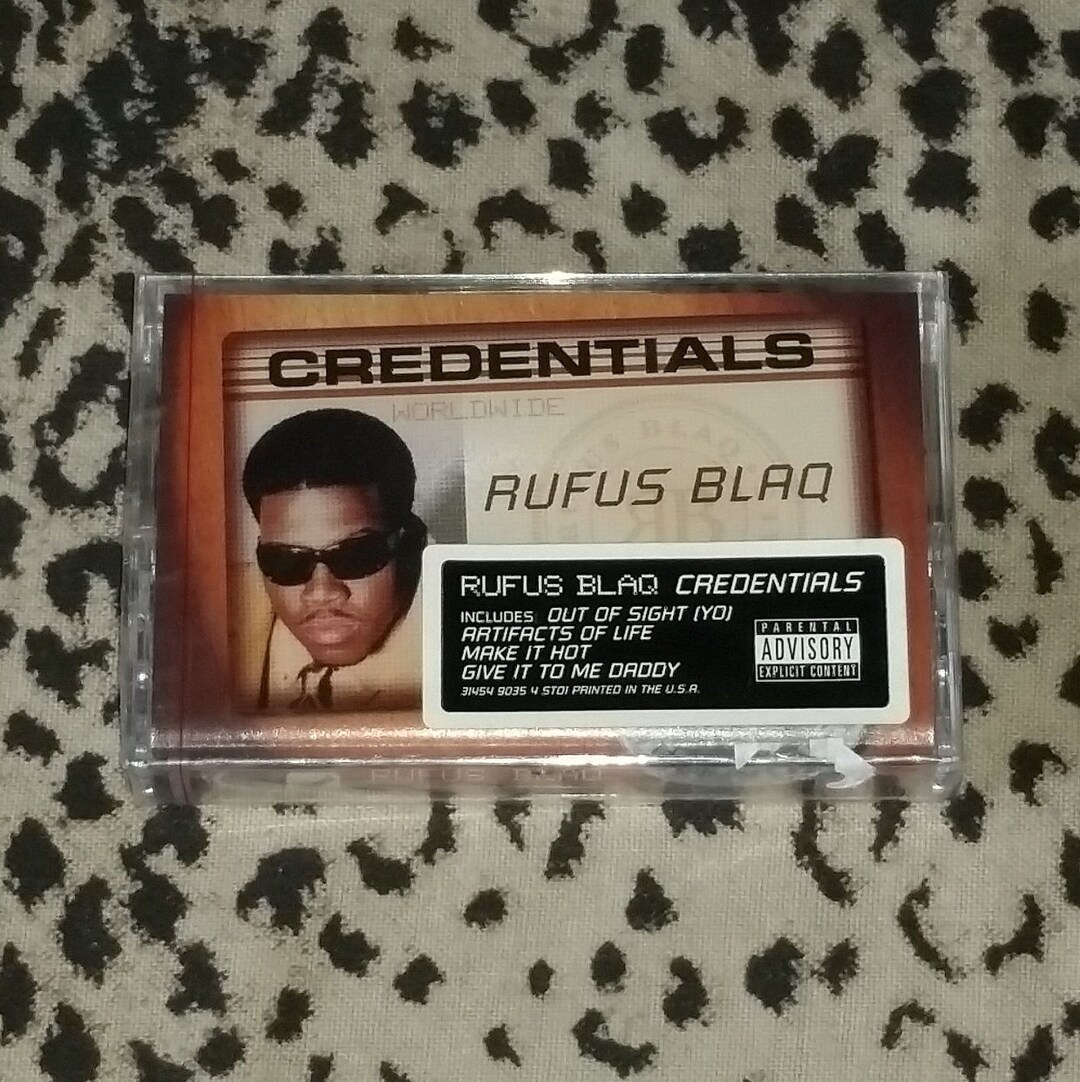 CREDENTIALS
WORLDWIDE
RUFUS BLAQ
RUFUS BLAQ CREDENTIALS
INCLUDES: OUT OF SIGHT (YO)
ARTIFACTS OF LIFE
MAKE IT HOT
GIVE IT TO ME DADDY
31454 9035 4 ST01 PRINTED IN THE U.S.A.
PARENTAL
ADVISORY
EXPLICIT CONTENT
RUFUS BLAQ